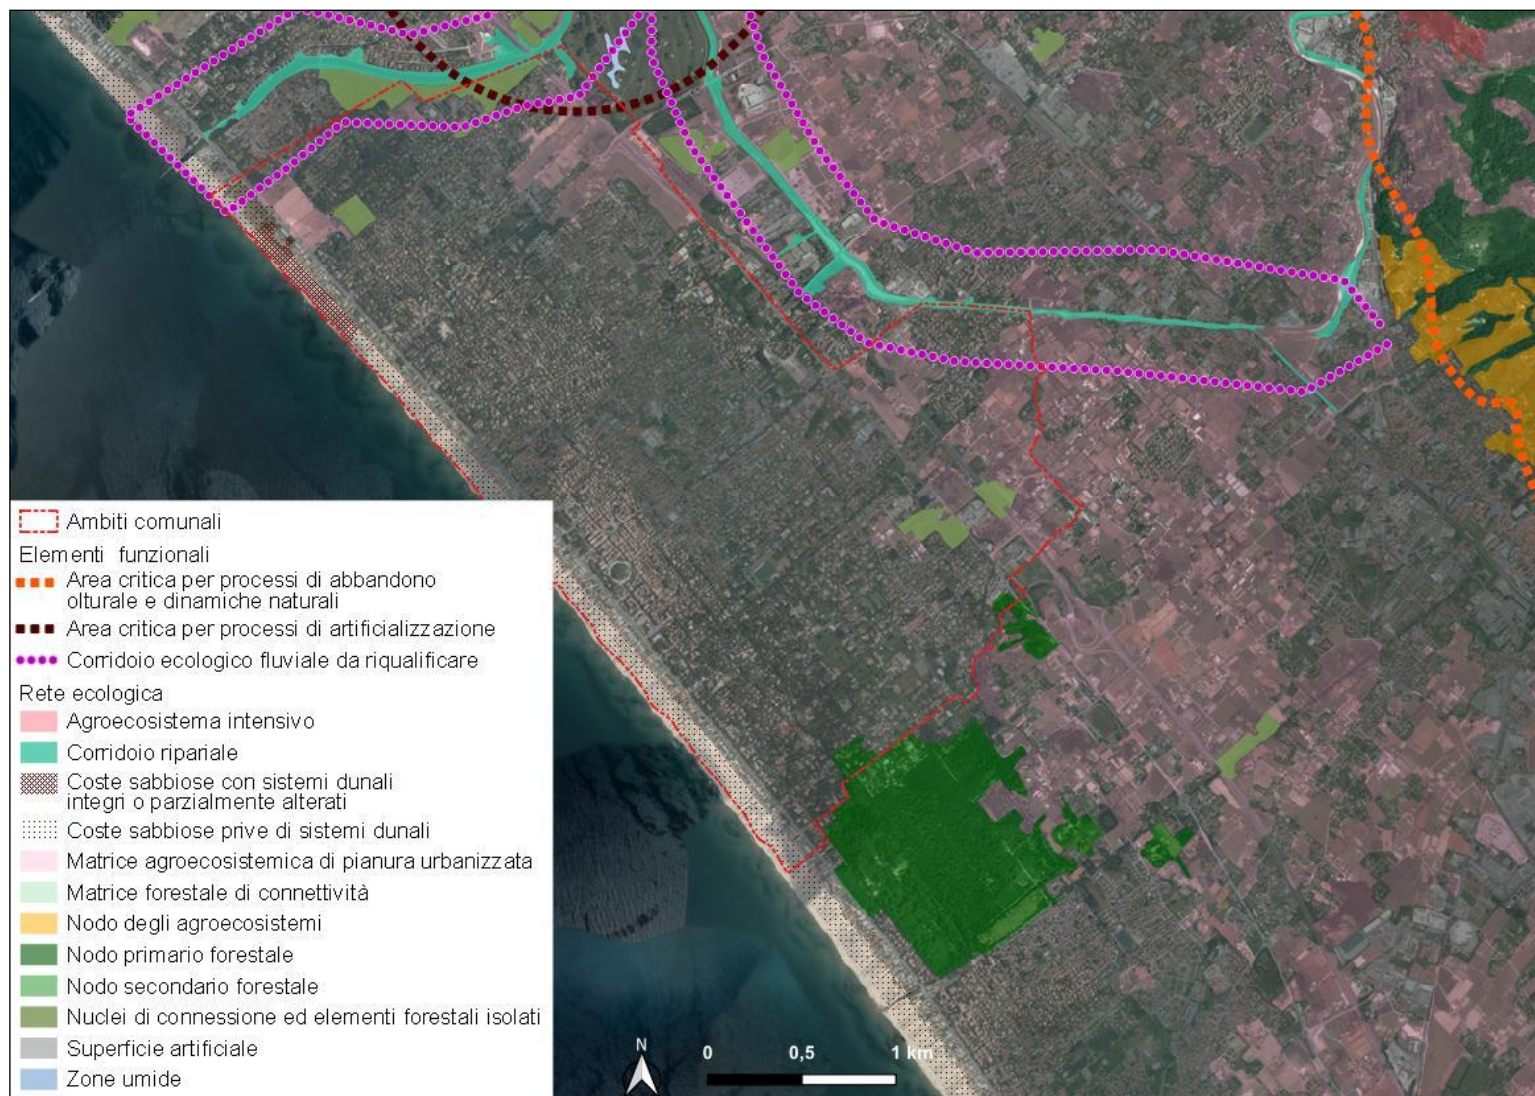 Ambiti comunali
Elementi funzionali
Area critica per processi di abbandono
olturale e dinamiche naturali
Area critica per processi di artificializzazione
Corridoio ecologico fluviale da riqualificare
Rete ecologica
Agroecosistema intensivo
Corridoio ripariale
Coste sabbiose con sistemi dunali
integri o parzialmente alterati
Coste sabbiose prive di sistemi dunali
Matrice agroecosistemica di pianura urbanizzata
Matrice forestale di connettività
Nodo degli agroecosistemi
Nodo primario forestale
Nodo secondario forestale
Nuclei di connessione ed elementi forestali isolati
Superficie artificiale
Zone umide
N
0 0,5 1 km